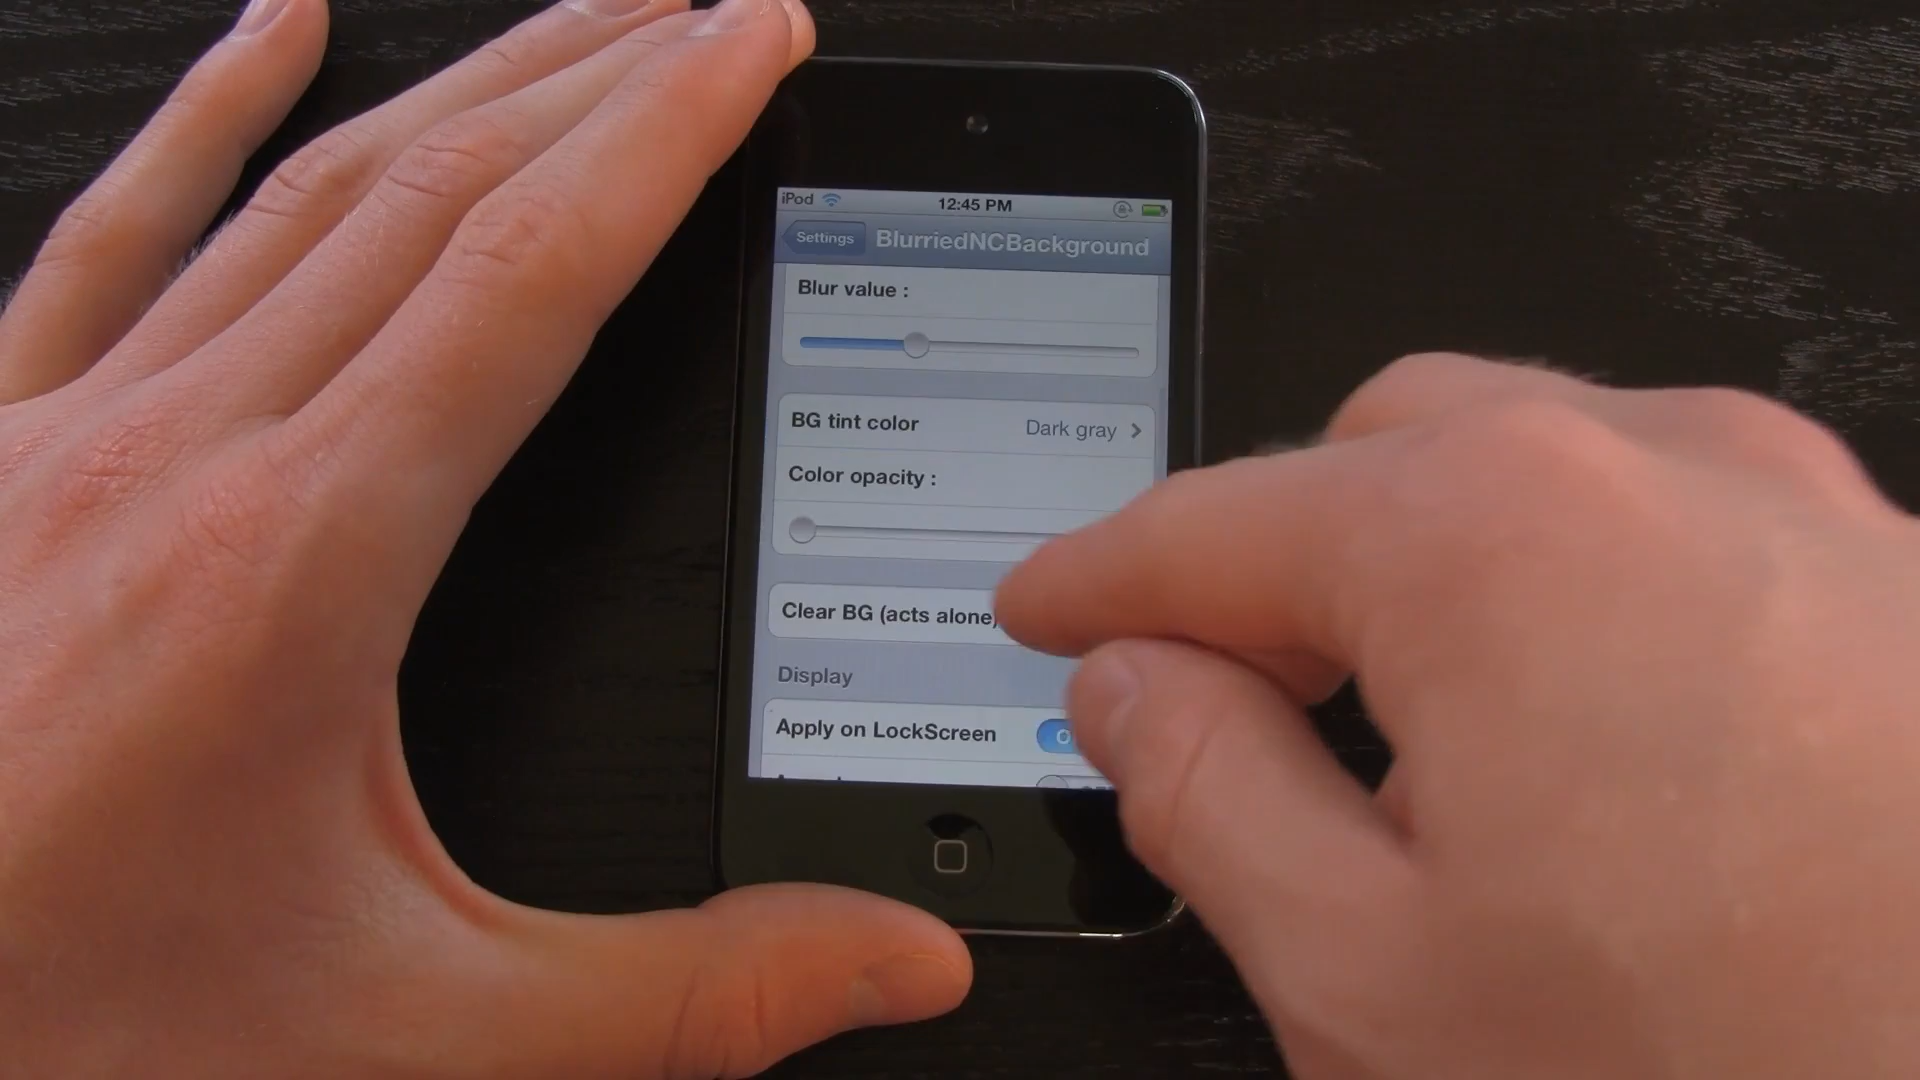 iPod 12:45 PM
Settings BlurriedNCBackground
Blur value :
BG tint color Dark gray
Color opacity :
Clear BG (acts alone)
Display
Apply on LockScreen